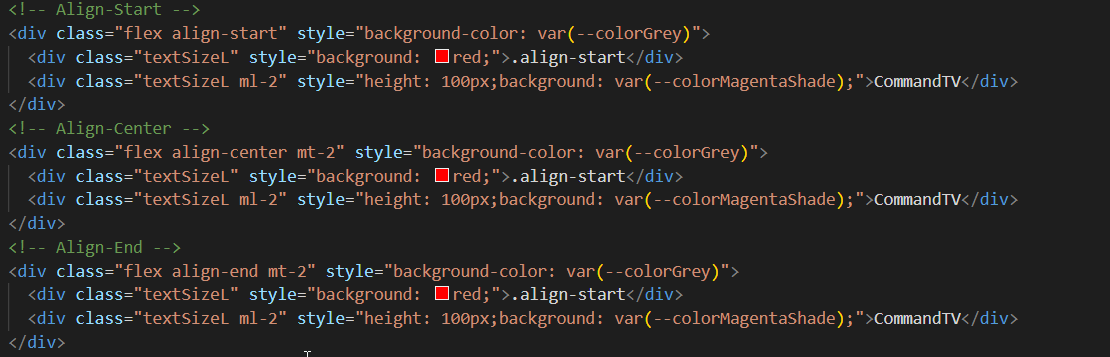 <!-- Align-Start -->
<div class="flex align-start" style="background-color: var(--colorGrey)">
<div class="textSizeL" style="background: red;">.align-start</div>
<div class="textSizeL ml-2" style="height: 100px;background: var(--colorMagentaShade);">CommandTV</div>
</div>
<!-- Align-Center -->
<div class="flex align-center mt-2" style="background-color: var(--colorGrey)">
<div class="textSizeL" style="background: red;">.align-start</div>
<div class="textSizeL ml-2" style="height: 100px;background: var(--colorMagentaShade);">CommandTV</div>
</div>
<!-- Align-End -->
<div class="flex align-end mt-2" style="background-color: var(--colorGrey)">
<div class="textSizeL" style="background: red;">.align-start</div>
<div class="textSizeL ml-2" style="height: 100px;background: var(--colorMagentaShade);">CommandTV</div>
</div>